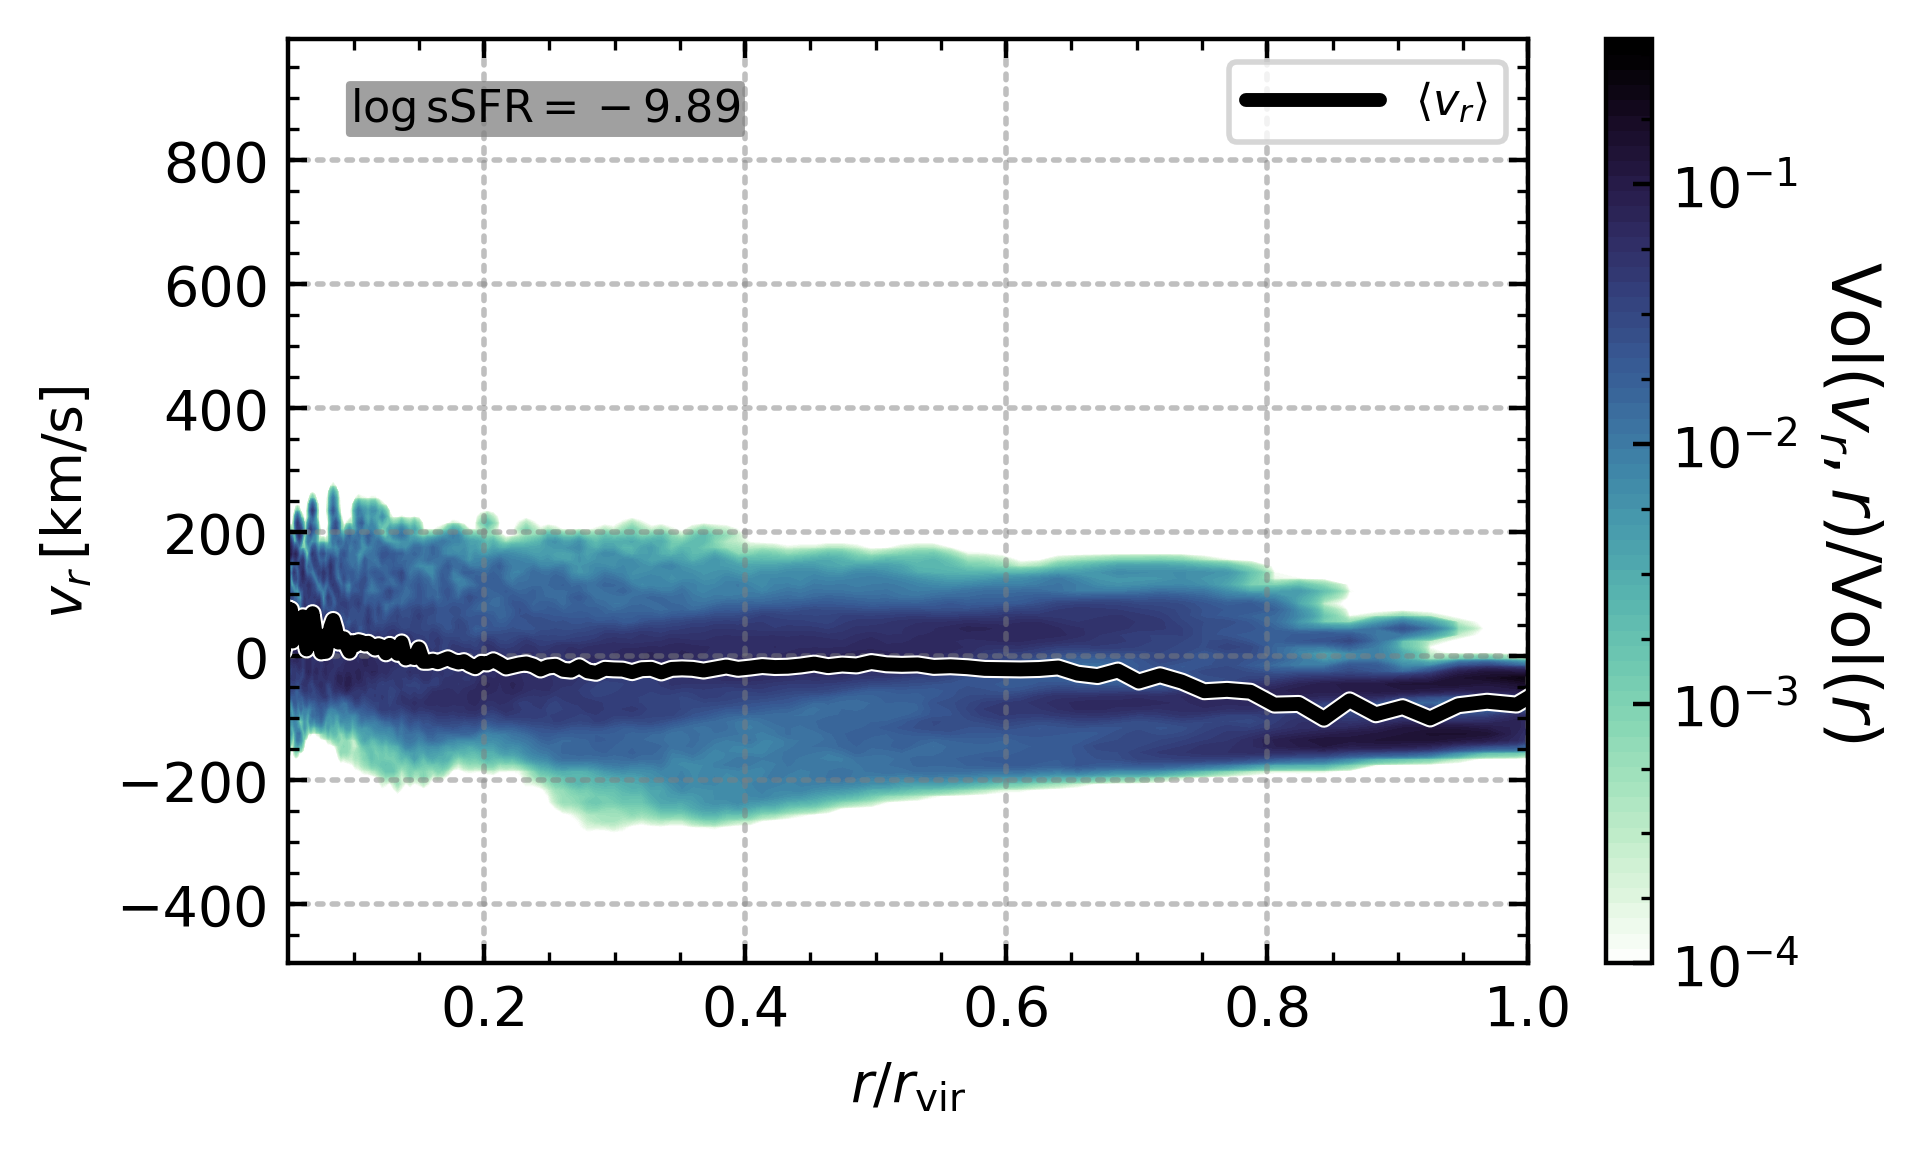 log sSFR = −9.89
⟨v_r⟩
800
600
400
200
0
−200
−400
v_r [km/s]
0.2 0.4 0.6 0.8 1.0
r/r_vir
10^{-1}
10^{-2}
10^{-3}
10^{-4}
Vol(v_r, r)/Vol(r)